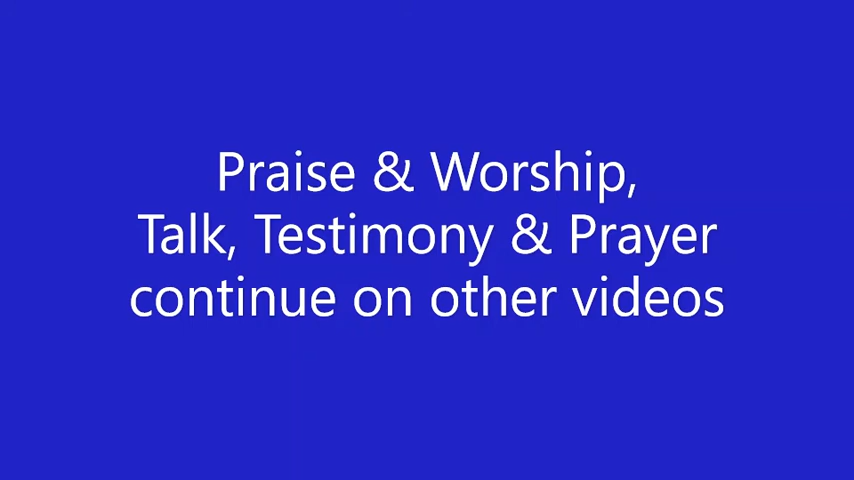 Praise & Worship,
Talk, Testimony & Prayer
continue on other videos